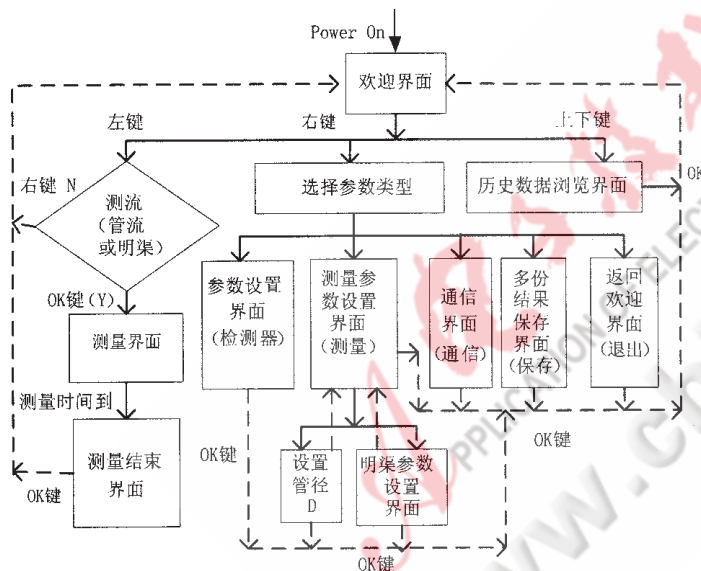 Power On
欢迎界面
左键
右键
上下键
右键 N
测流
(管流
或明渠)
选择参数类型
历史数据浏览界面
OK
OK键(Y)
参数设置
界面
(检测器)
测量参
数设置
界面
(测量)
通信
界面
(通信)
多份
结果
保存
界面
(保存)
返回
欢迎
界面
(退出)
测量界面
测量时间到
测量结束
界面
OK键
OK键
设置
管径
D
明渠参数
设置
界面
OK键
OK键
APPLICATION OF ELEC
www.c